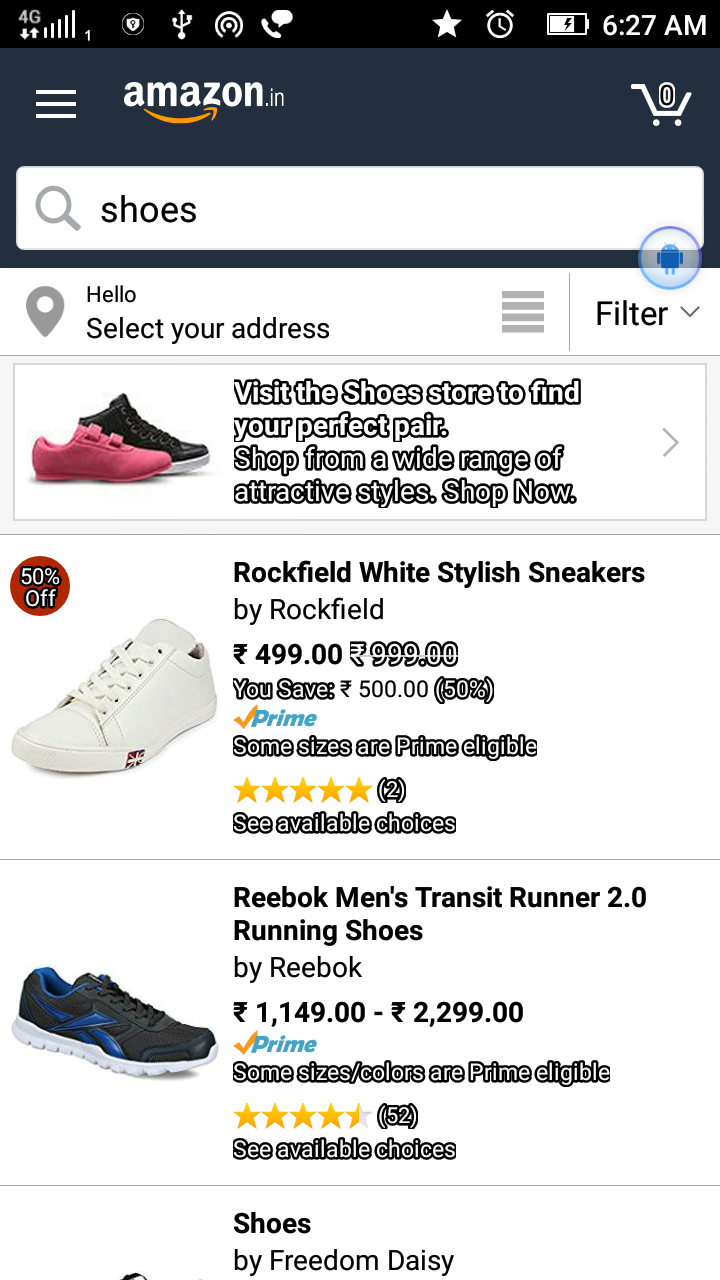 4G 1 6:27 AM
amazon.in 0
shoes
Hello
Select your address
Filter
Visit the Shoes store to find
your perfect pair.
Shop from a wide range of
attractive styles. Shop Now.
50%
Off
Rockfield White Stylish Sneakers
by Rockfield
₹ 499.00 ₹ 999.00
You Save: ₹ 500.00 (50%)
Prime
Some sizes are Prime eligible
(2)
See available choices
Reebok Men's Transit Runner 2.0
Running Shoes
by Reebok
₹ 1,149.00 - ₹ 2,299.00
Prime
Some sizes/colors are Prime eligible
(52)
See available choices
Shoes
by Freedom Daisy